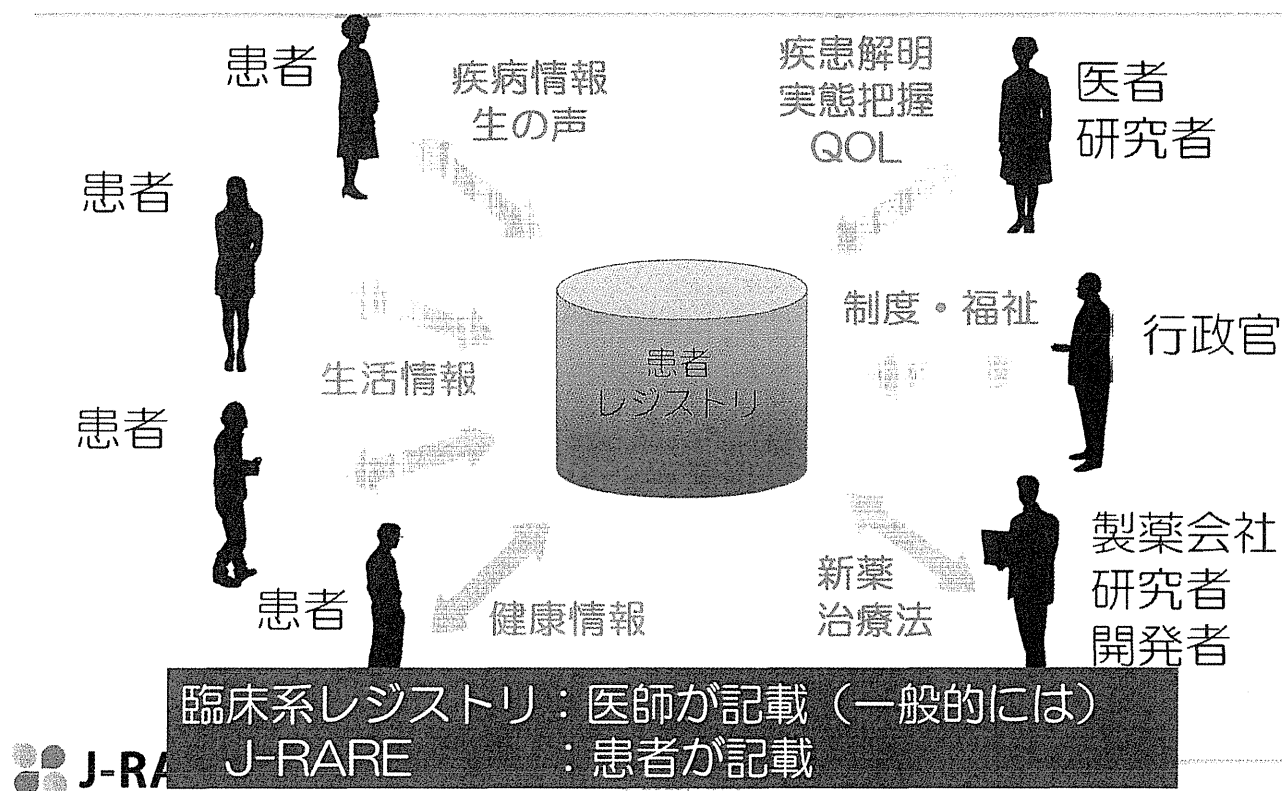 患者
疾病情報
生の声
疾患解明
実態把握
QOL
医者
研究者
患者
制度・福祉
行政官
患者
レジストリ
生活情報
患者
患者
健康情報
新薬
治療法
製薬会社
研究者
開発者
臨床系レジストリ：医師が記載（一般的には）
J-RARE ：患者が記載
J-RA